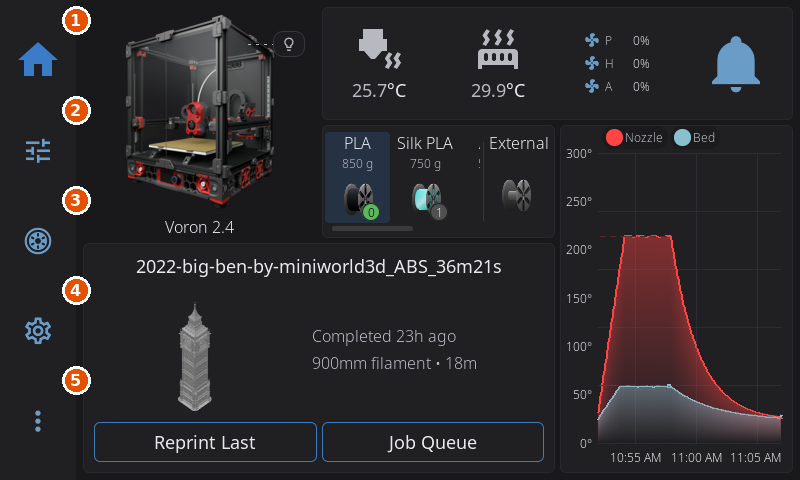 1
2
3
4
5
Voron 2.4
25.7°C
29.9°C
P 0%
H 0%
A 0%
PLA
850 g
0
Silk PLA
750 g
1
External
2022-big-ben-by-miniworld3d_ABS_36m21s
Completed 23h ago
900mm filament • 18m
Reprint Last
Job Queue
Nozzle Bed
300°
250°
200°
150°
100°
50°
0°
10:55 AM 11:00 AM 11:05 AM